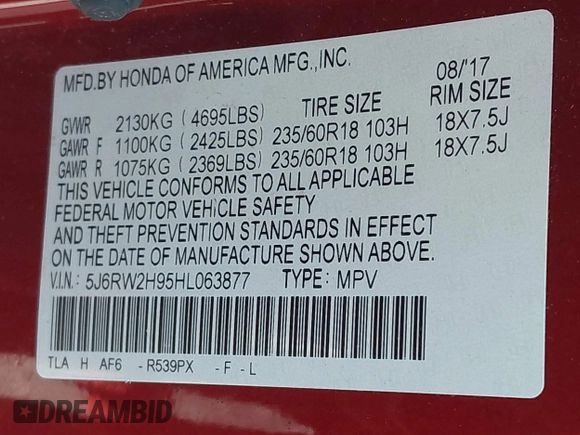 MFD.BY HONDA OF AMERICA MFG.,INC. 08/'17
GVWR 2130KG (4695LBS) TIRE SIZE RIM SIZE
GAWR F 1100KG (2425LBS) 235/60R18 103H 18X7.5J
GAWR R 1075KG (2369LBS) 235/60R18 103H 18X7.5J
THIS VEHICLE CONFORMS TO ALL APPLICABLE
FEDERAL MOTOR VEHICLE SAFETY
AND THEFT PREVENTION STANDARDS IN EFFECT
ON THE DATE OF MANUFACTURE SHOWN ABOVE.
V.I.N.: 5J6RW2H95HL063877 TYPE: MPV
TLA H AF6 - R539PX - F - L
DREAMBID